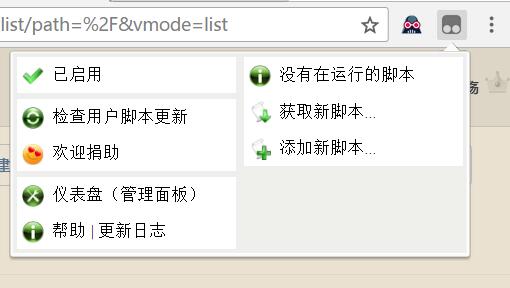 list/path=%2F&vmode=list
已启用
检查用户脚本更新
欢迎捐助
仪表盘（管理面板）
帮助 | 更新日志
没有在运行的脚本
获取新脚本...
添加新脚本...